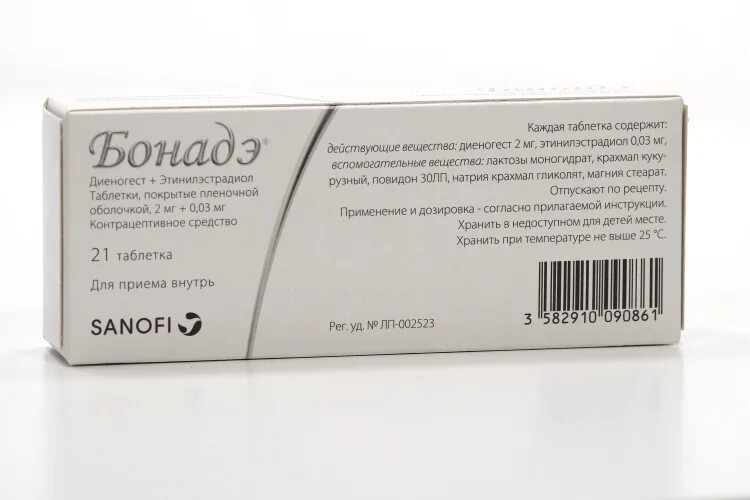 Бонадэ®
Диеногест + Этинилэстрадиол
Таблетки, покрытые пленочной
оболочкой, 2 мг + 0,03 мг
Контрацептивное средство
21 таблетка
Для приема внутрь
SANOFI
Каждая таблетка содержит:
действующие вещества: диеногест 2 мг, этинилэстрадиол 0,03 мг,
вспомогательные вещества: лактозы моногидрат, крахмал куку-
рузный, повидон 30ЛП, натрия крахмал гликолят, магния стеарат.
Отпускают по рецепту.
Применение и дозировка - согласно прилагаемой инструкции.
Хранить в недоступном для детей месте.
Хранить при температуре не выше 25 °C.
Рег. уд. № ЛП-002523
3 582910 090861